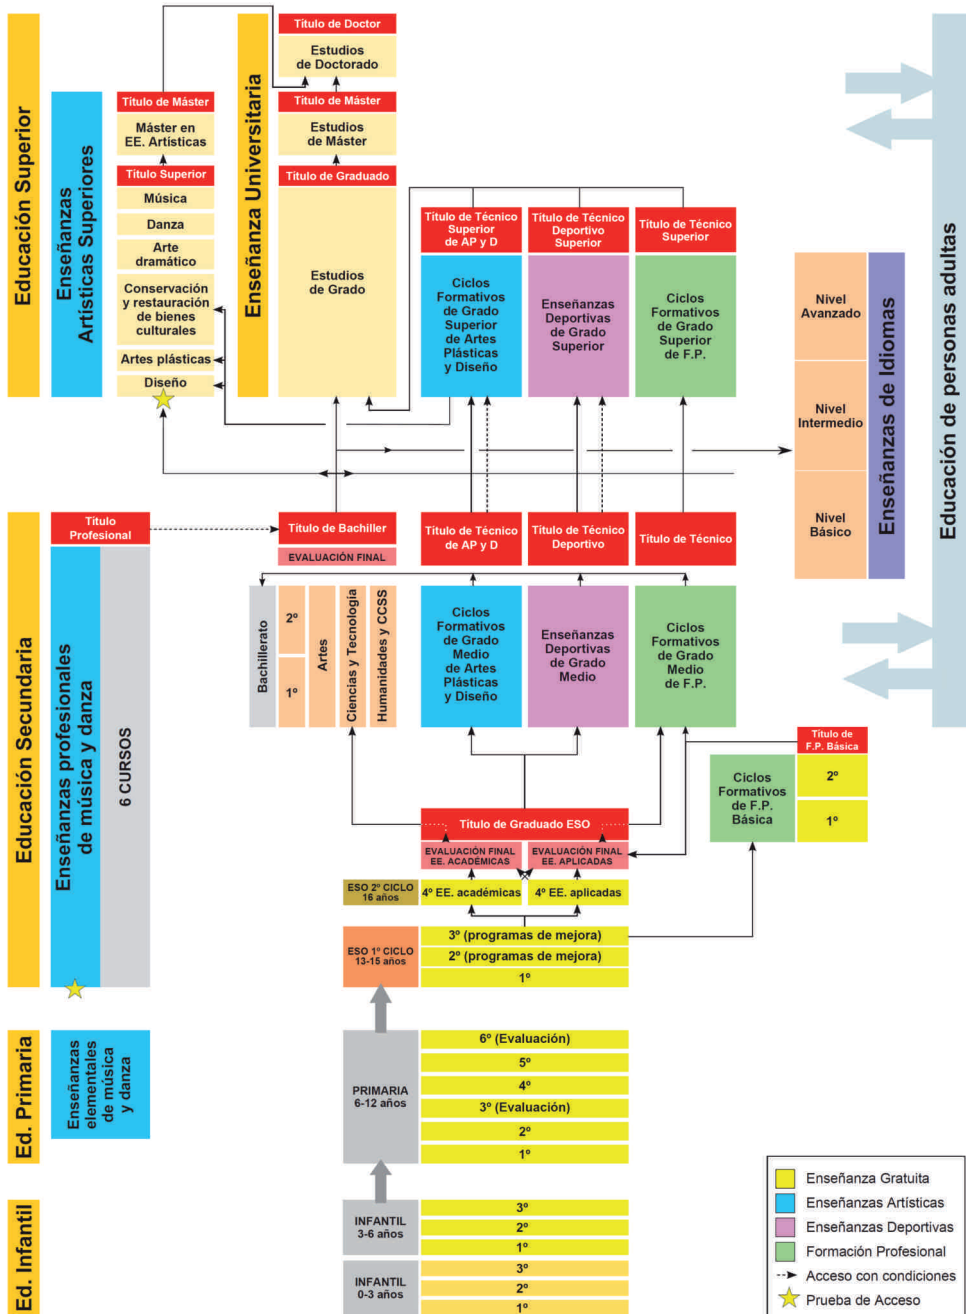 Educación Superior
Enseñanzas
Artísticas Superiores
Título de Máster
Máster en
EE. Artísticas
Título Superior
Música
Danza
Arte
dramático
Conservación
y restauración
de bienes
culturales
Artes plásticas
Diseño
Enseñanza Universitaria
Título de Doctor
Estudios
de Doctorado
Título de Máster
Estudios
de Máster
Título de Graduado
Estudios
de Grado
Título de Técnico
Superior
de AP y D
Ciclos
Formativos
de Grado
Superior
de Artes
Plásticas
y Diseño
Título de Técnico
Deportivo
Superior
Enseñanzas
Deportivas
de Grado
Superior
Título de Técnico
Superior
Ciclos
Formativos
de Grado
Superior
de F.P.
Nivel
Avanzado
Nivel
Intermedio
Nivel
Básico
Enseñanzas de Idiomas
Educación de personas adultas
Educación Secundaria
Título
Profesional
Enseñanzas profesionales
de música y danza
6 CURSOS
Título de Bachiller
EVALUACIÓN FINAL
Bachillerato
2º
1º
Artes
Ciencias y Tecnología
Humanidades y CCSS
Título de Técnico
de AP y D
Ciclos
Formativos
de Grado
Medio
de Artes
Plásticas
y Diseño
Título de Técnico
Deportivo
Enseñanzas
Deportivas
de Grado
Medio
Título de Técnico
Ciclos
Formativos
de Grado
Medio
de F.P.
Título de
F.P. Básica
Ciclos
Formativos
de F.P.
Básica
2º
1º
Título de Graduado ESO
EVALUACIÓN FINAL
EE. ACADÉMICAS
EVALUACIÓN FINAL
EE. APLICADAS
ESO 2º CICLO
16 años
4º EE. académicas
4º EE. aplicadas
ESO 1º CICLO
13-15 años
3º (programas de mejora)
2º (programas de mejora)
1º
Ed. Primaria
Enseñanzas
elementales
de música
y danza
PRIMARIA
6-12 años
6º (Evaluación)
5º
4º
3º (Evaluación)
2º
1º
Ed. Infantil
INFANTIL
3-6 años
3º
2º
1º
INFANTIL
0-3 años
3º
2º
1º
Enseñanza Gratuita
Enseñanzas Artísticas
Enseñanzas Deportivas
Formación Profesional
Acceso con condiciones
Prueba de Acceso